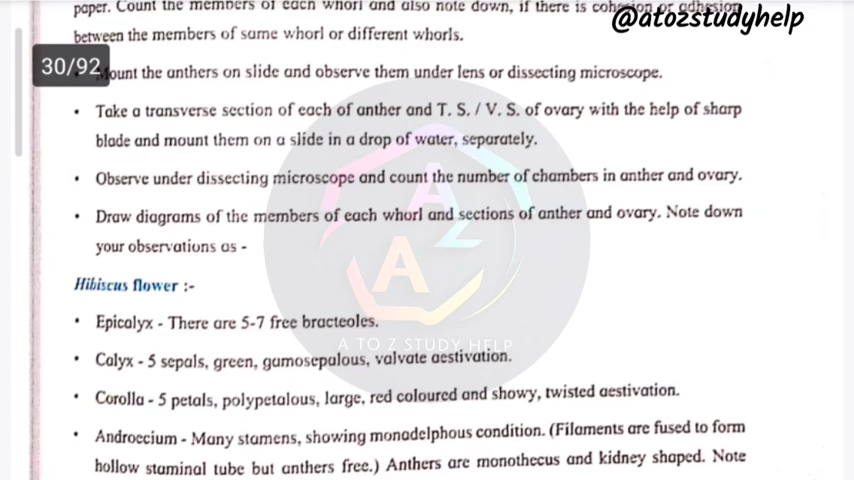 paper. Count the members of each whorl and also note down, if there is cohesion or adhesion
@atozstudyhelp
between the members of same whorl or different whorls.
30/92
Mount the anthers on slide and observe them under lens or dissecting microscope.
• Take a transverse section of each of anther and T. S. / V. S. of ovary with the help of sharp
blade and mount them on a slide in a drop of water, separately.
• Observe under dissecting microscope and count the number of chambers in anther and ovary.
• Draw diagrams of the members of each whorl and sections of anther and ovary. Note down
your observations as -
Hibiscus flower :-
• Epicalyx - There are 5-7 free bracteoles.
A TO Z STUDY HELP
• Calyx - 5 sepals, green, gamosepalous, valvate aestivation.
• Corolla - 5 petals, polypetalous, large, red coloured and showy, twisted aestivation.
• Androecium - Many stamens, showing monadelphous condition. (Filaments are fused to form
hollow staminal tube but anthers free.) Anthers are monothecus and kidney shaped. Note